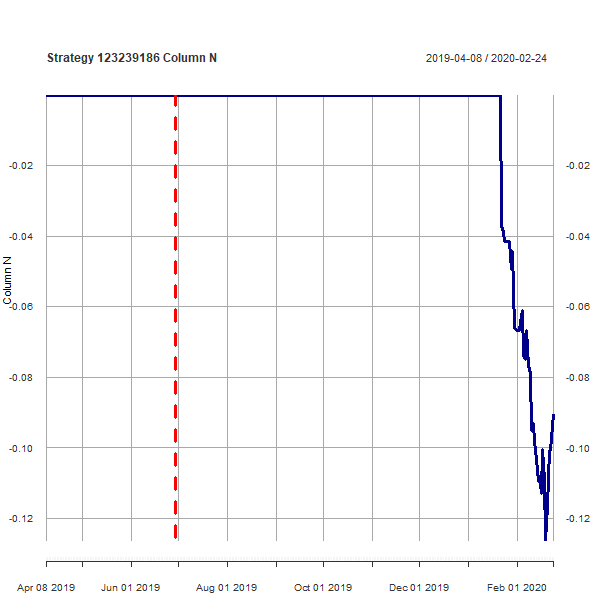 Strategy 123239186 Column N
2019-04-08 / 2020-02-24
-0.02
-0.02
-0.04
-0.04
Column N
-0.06
-0.06
-0.08
-0.08
-0.10
-0.10
-0.12
-0.12
Apr 08 2019
Jun 01 2019
Aug 01 2019
Oct 01 2019
Dec 01 2019
Feb 01 2020